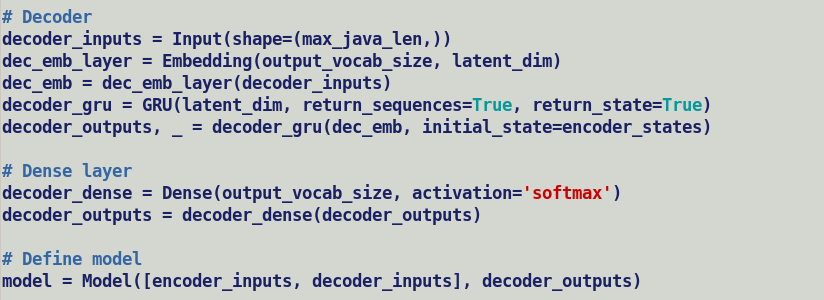 # Decoder
decoder_inputs = Input(shape=(max_java_len,))
dec_emb_layer = Embedding(output_vocab_size, latent_dim)
dec_emb = dec_emb_layer(decoder_inputs)
decoder_gru = GRU(latent_dim, return_sequences=True, return_state=True)
decoder_outputs, _ = decoder_gru(dec_emb, initial_state=encoder_states)

# Dense layer
decoder_dense = Dense(output_vocab_size, activation='softmax')
decoder_outputs = decoder_dense(decoder_outputs)

# Define model
model = Model([encoder_inputs, decoder_inputs], decoder_outputs)